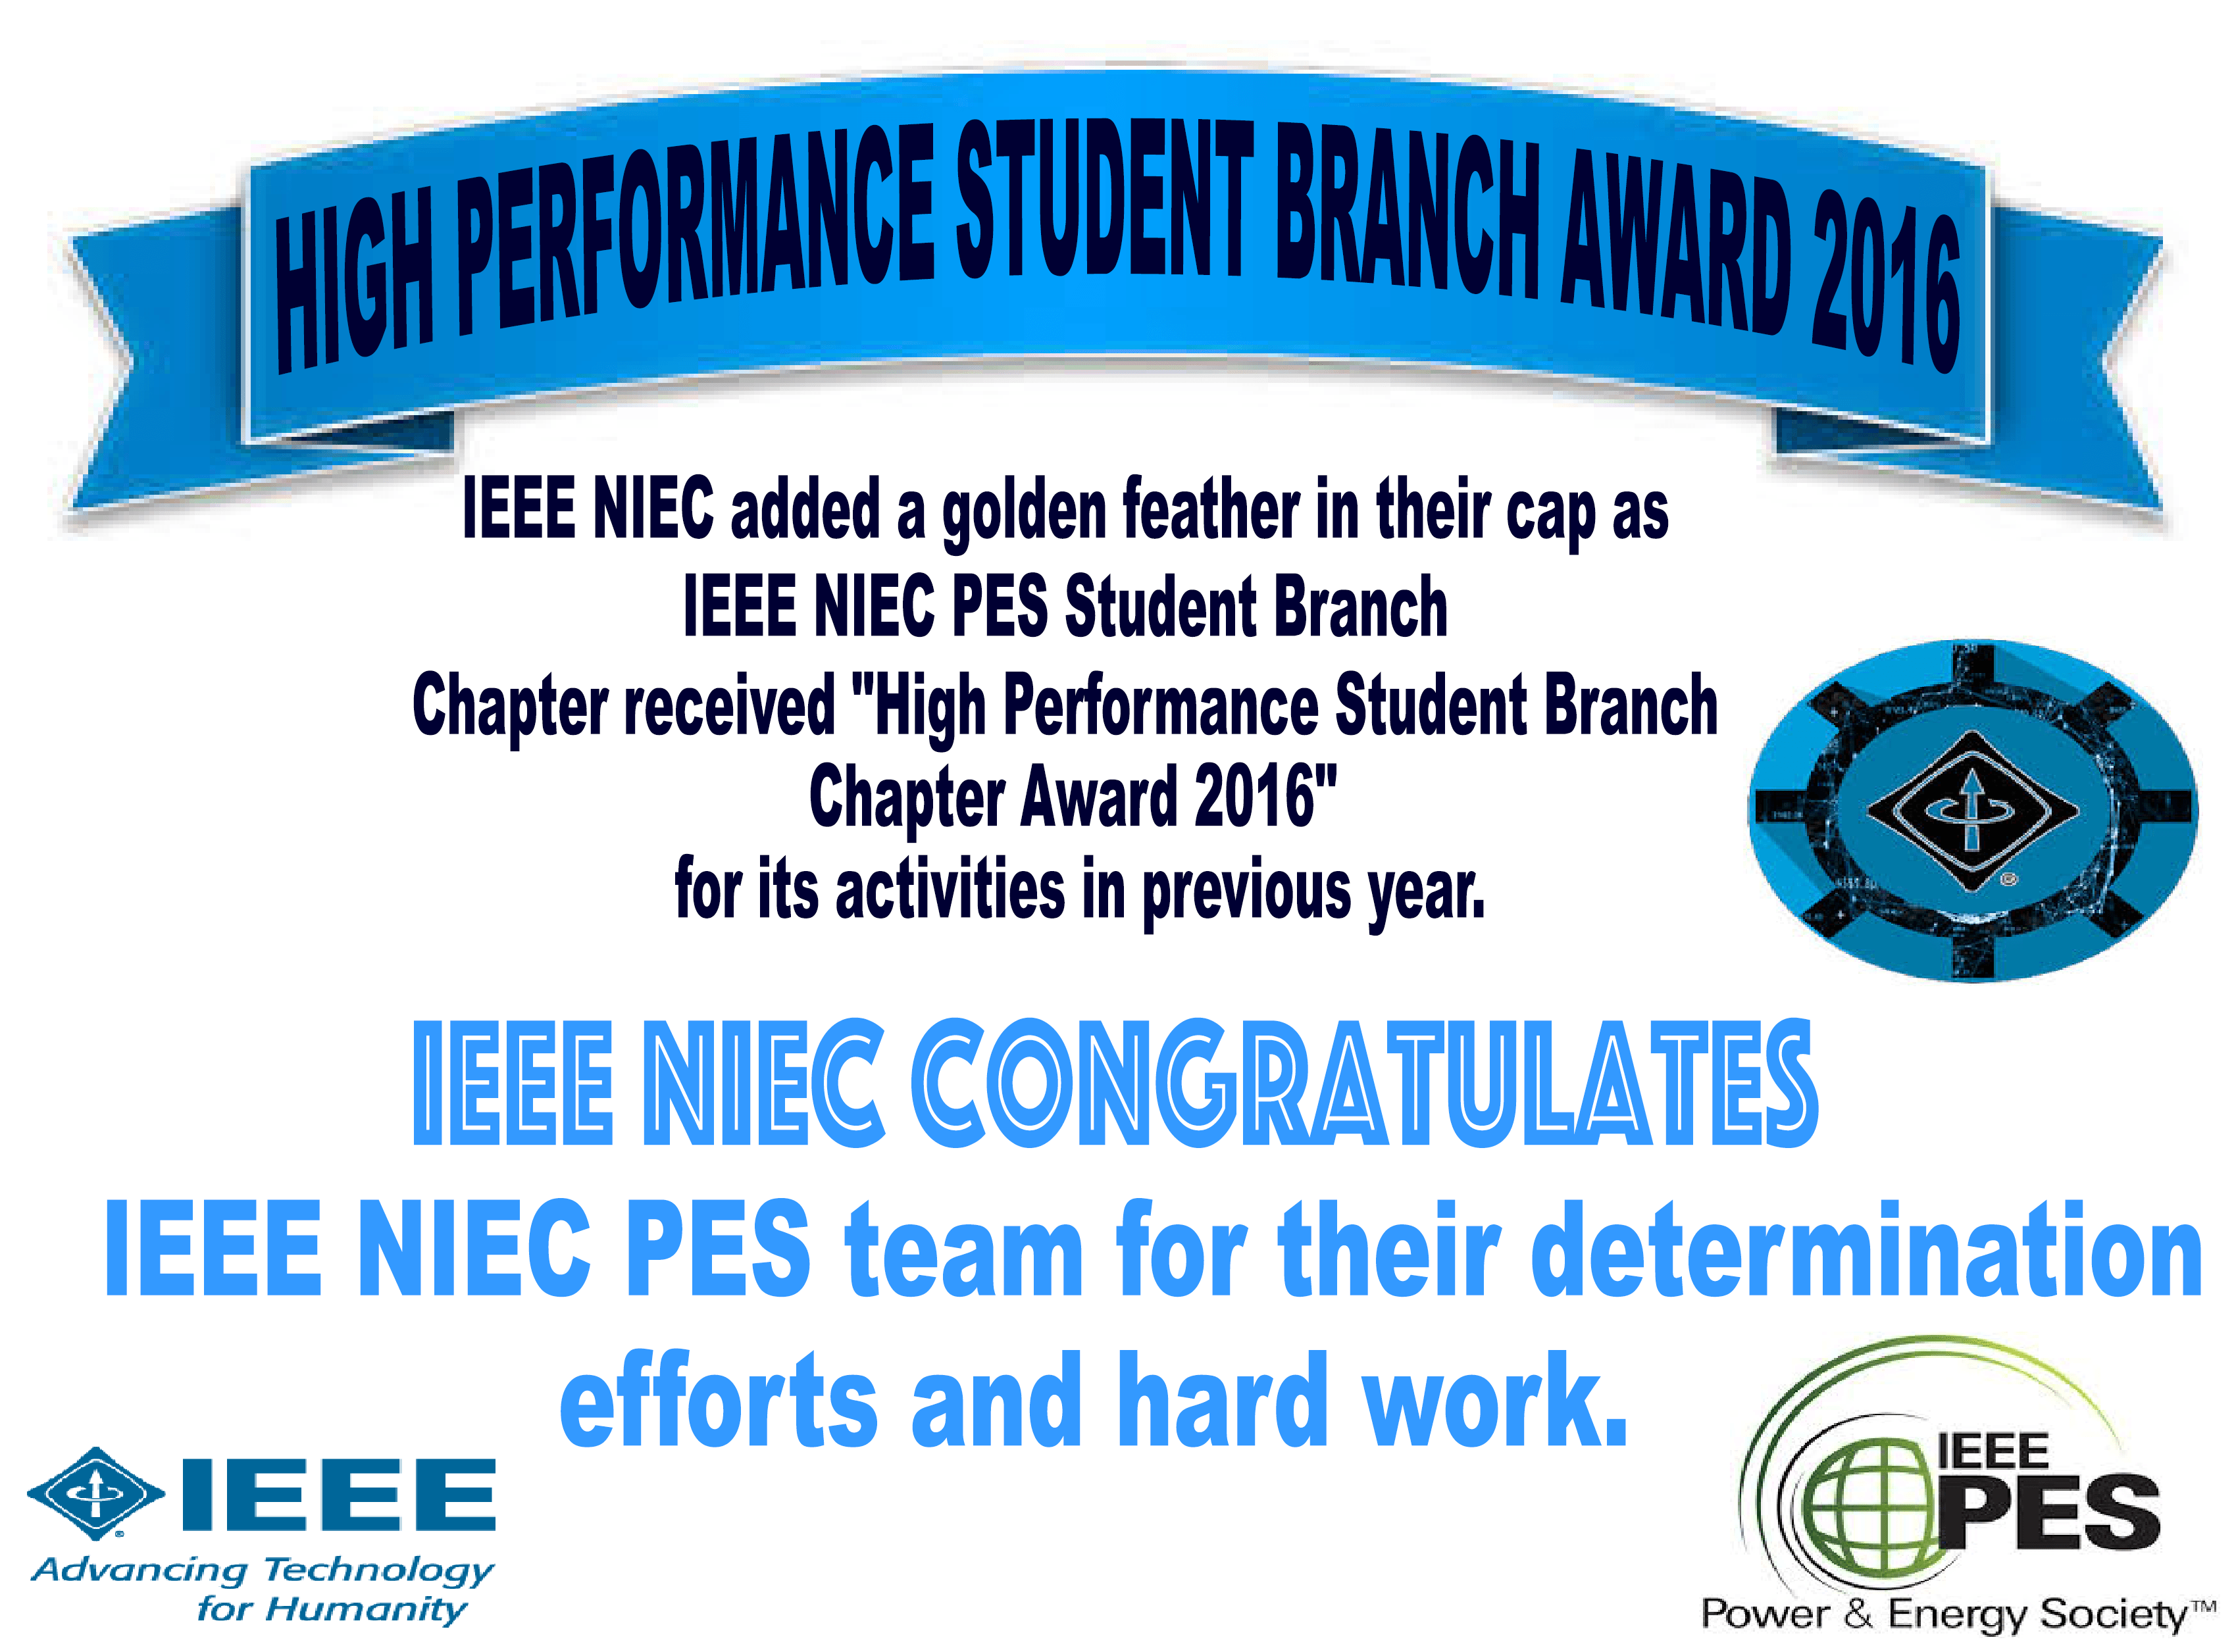 HIGH PERFORMANCE STUDENT BRANCH AWARD 2016
IEEE NIEC added a golden feather in their cap as
IEEE NIEC PES Student Branch
Chapter received "High Performance Student Branch
Chapter Award 2016"
for its activities in previous year.
IEEE NIEC CONGRATULATES
IEEE NIEC PES team for their determination
efforts and hard work.
IEEE
Advancing Technology
for Humanity
IEEE
PES
Power & Energy Society™